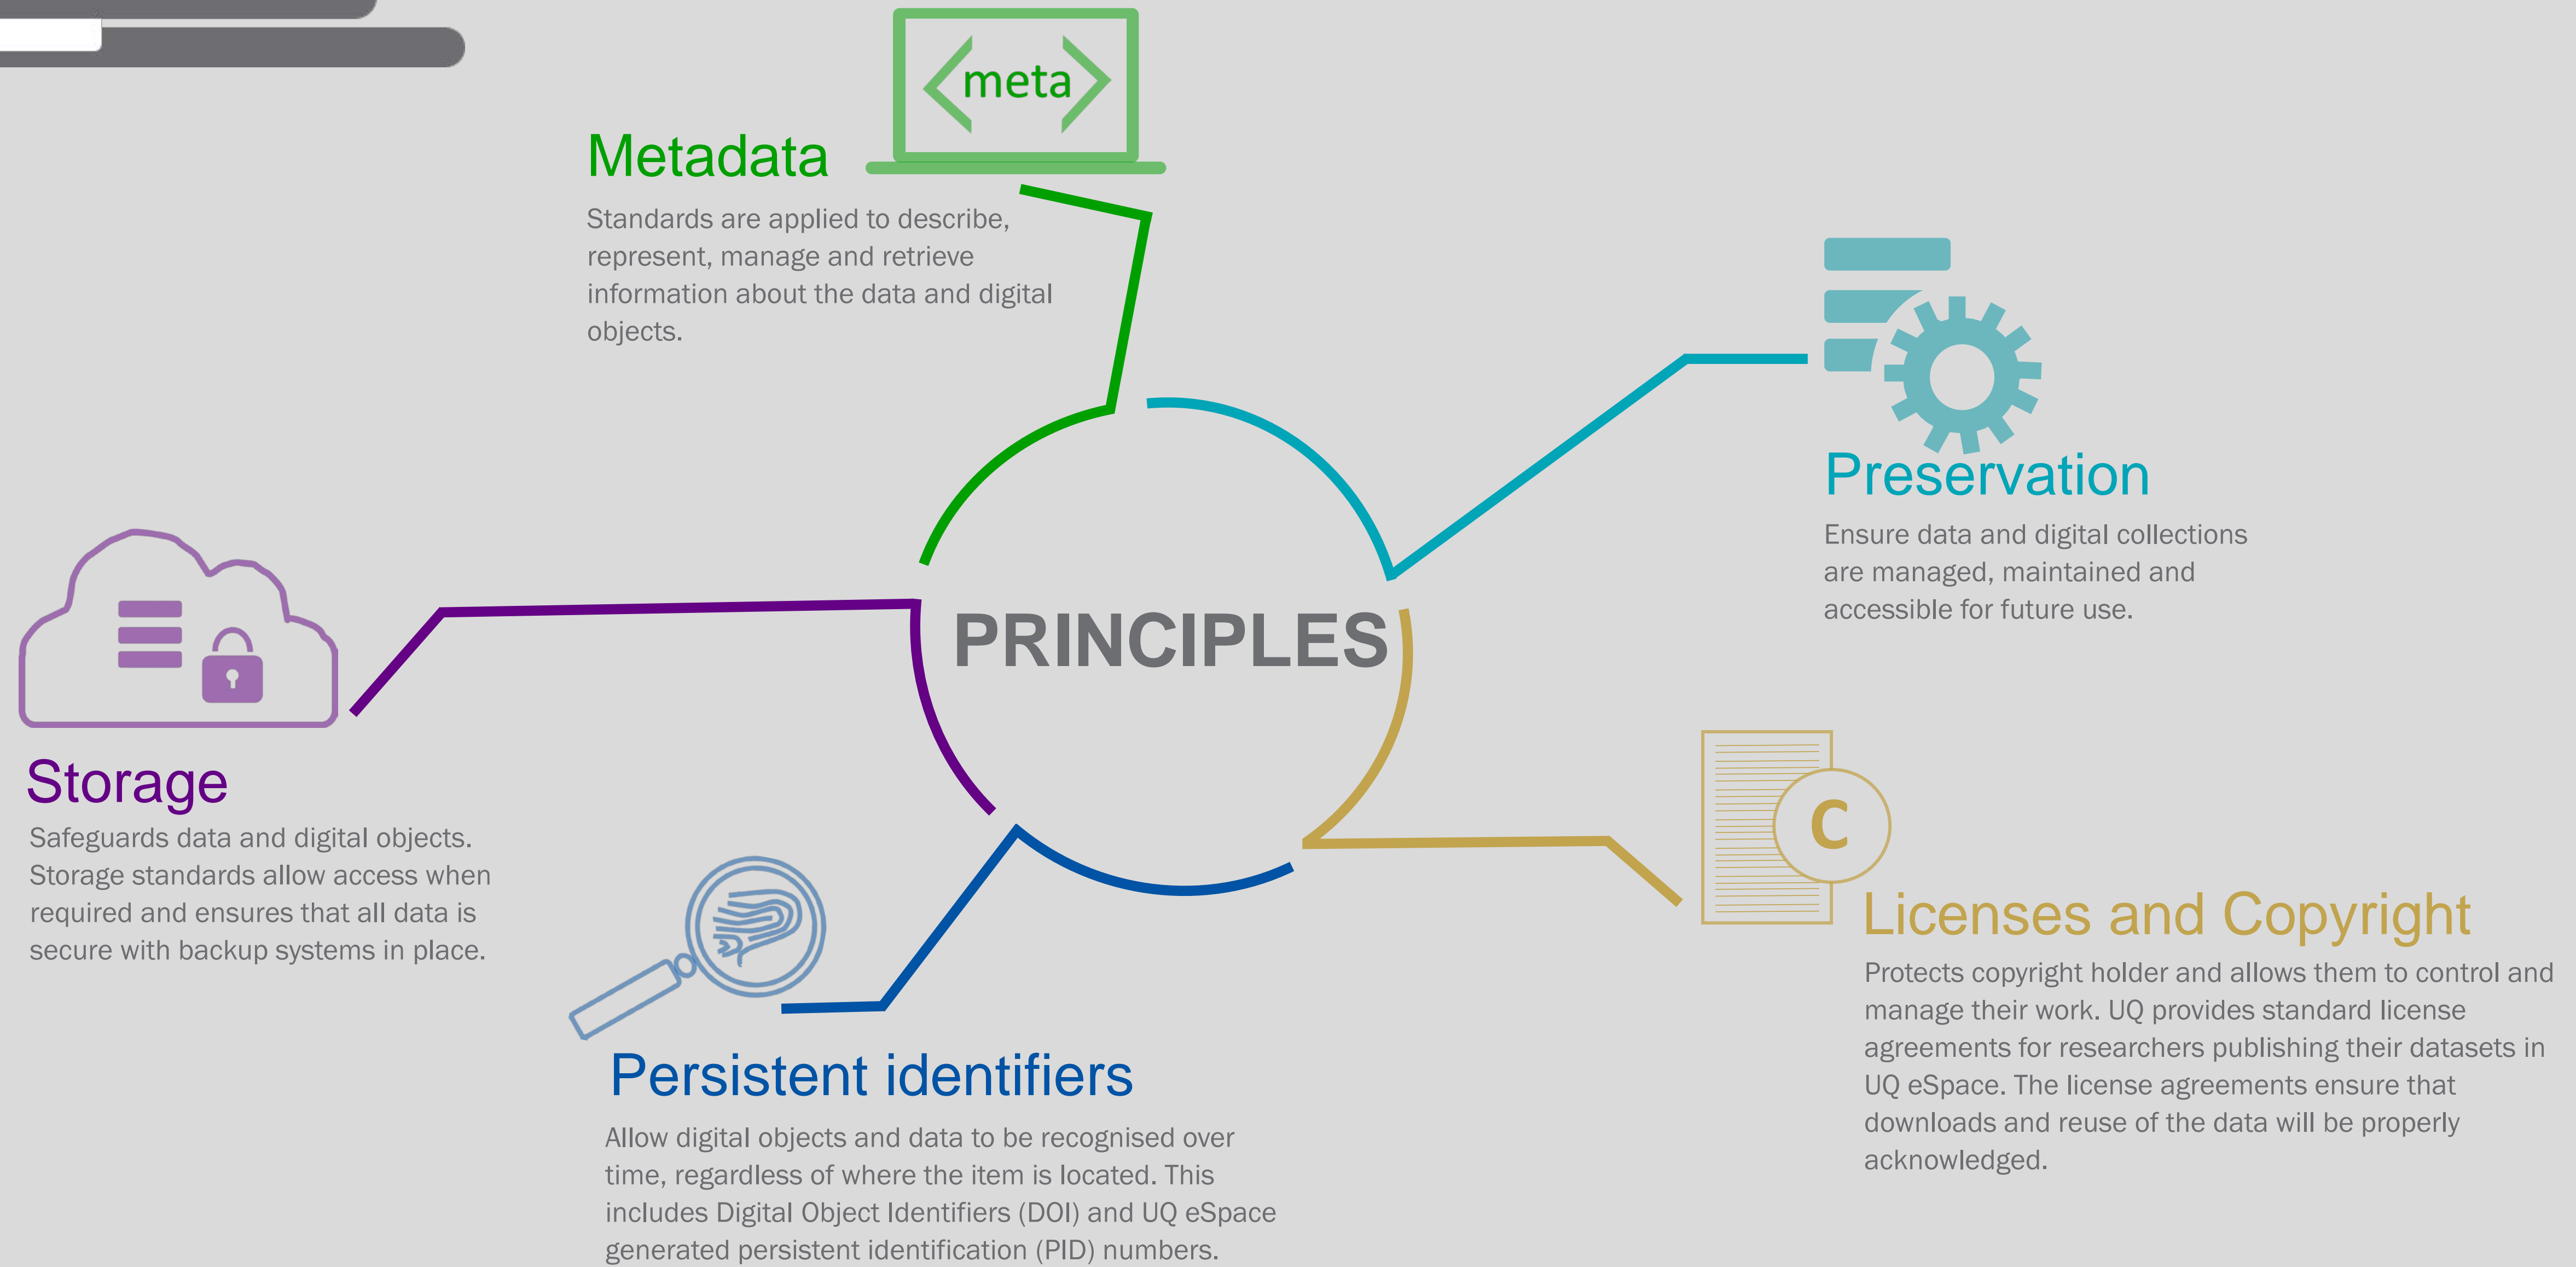 <meta>
Metadata
Standards are applied to describe,
represent, manage and retrieve
information about the data and digital
objects.
Preservation
Ensure data and digital collections
are managed, maintained and
accessible for future use.
PRINCIPLES
Storage
Safeguards data and digital objects.
Storage standards allow access when
required and ensures that all data is
secure with backup systems in place.
C
Licenses and Copyright
Protects copyright holder and allows them to control and
manage their work. UQ provides standard license
agreements for researchers publishing their datasets in
UQ eSpace. The license agreements ensure that
downloads and reuse of the data will be properly
acknowledged.
Persistent identifiers
Allow digital objects and data to be recognised over
time, regardless of where the item is located. This
includes Digital Object Identifiers (DOI) and UQ eSpace
generated persistent identification (PID) numbers.